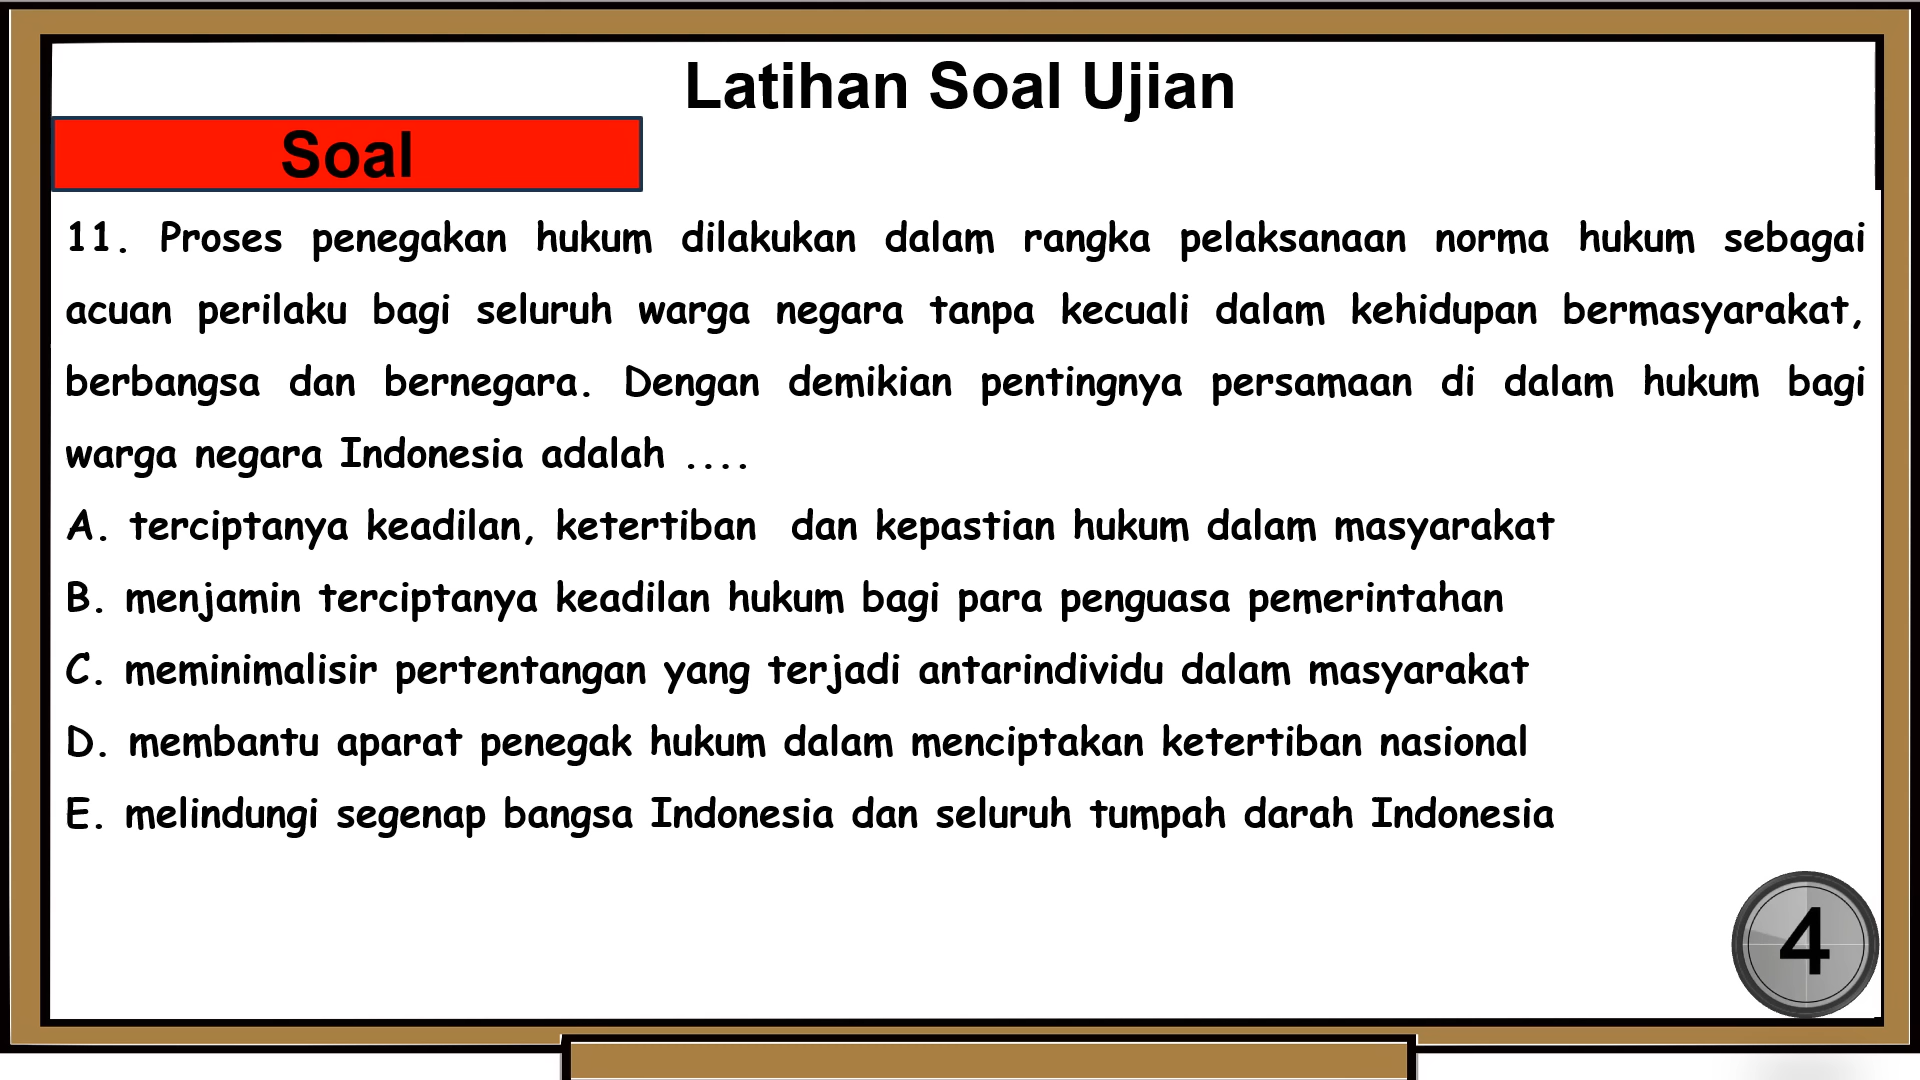 Latihan Soal Ujian
Soal
11. Proses penegakan hukum dilakukan dalam rangka pelaksanaan norma hukum sebagai
acuan perilaku bagi seluruh warga negara tanpa kecuali dalam kehidupan bermasyarakat,
berbangsa dan bernegara. Dengan demikian pentingnya persamaan di dalam hukum bagi
warga negara Indonesia adalah ....
A. terciptanya keadilan, ketertiban dan kepastian hukum dalam masyarakat
B. menjamin terciptanya keadilan hukum bagi para penguasa pemerintahan
C. meminimalisir pertentangan yang terjadi antarindividu dalam masyarakat
D. membantu aparat penegak hukum dalam menciptakan ketertiban nasional
E. melindungi segenap bangsa Indonesia dan seluruh tumpah darah Indonesia
4